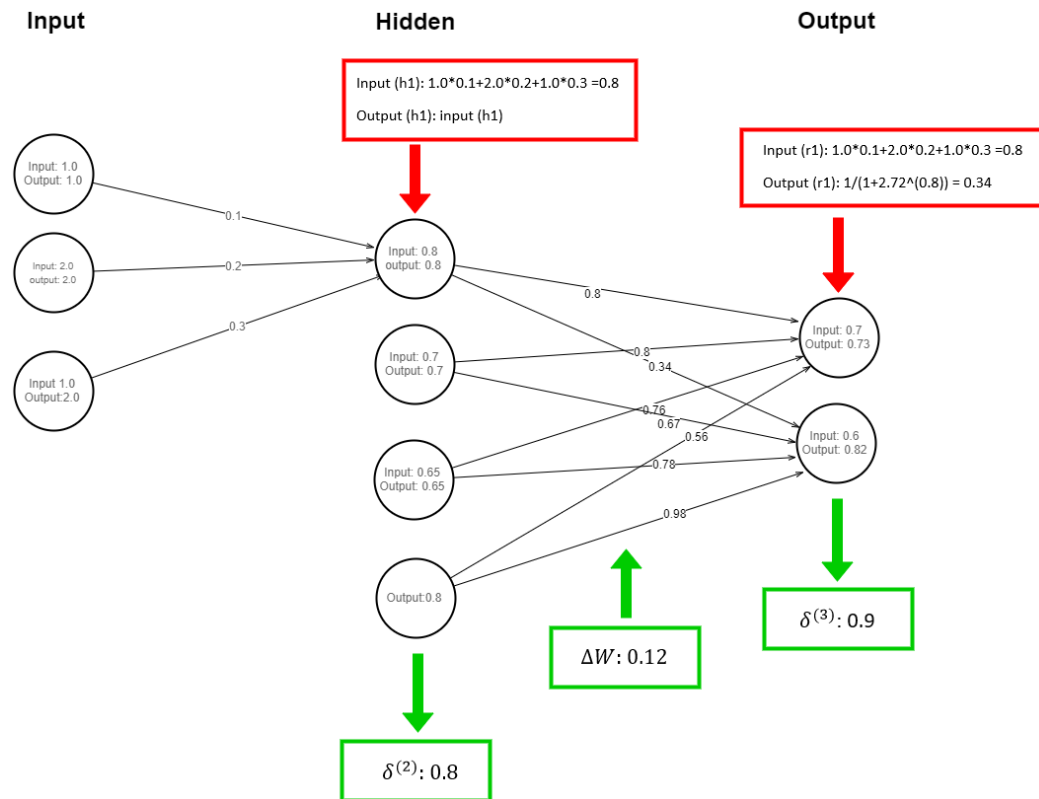 Input
Hidden
Output
Input (h1): 1.0*0.1+2.0*0.2+1.0*0.3 =0.8
Output (h1): input (h1)
Input (r1): 1.0*0.1+2.0*0.2+1.0*0.3 =0.8
Output (r1): 1/(1+2.72^(0.8)) = 0.34
Input: 1.0
Output: 1.0
Input: 2.0
output: 2.0
Input 1.0
Output:2.0
0.1
0.2
0.3
Input: 0.8
output: 0.8
Input: 0.7
Output: 0.7
Input: 0.65
Output: 0.65
Output:0.8
0.8
0.8
0.34
0.76
0.67
0.56
0.78
0.98
Input: 0.7
Output: 0.73
Input: 0.6
Output: 0.82
δ⁽³⁾: 0.9
ΔW: 0.12
δ⁽²⁾: 0.8